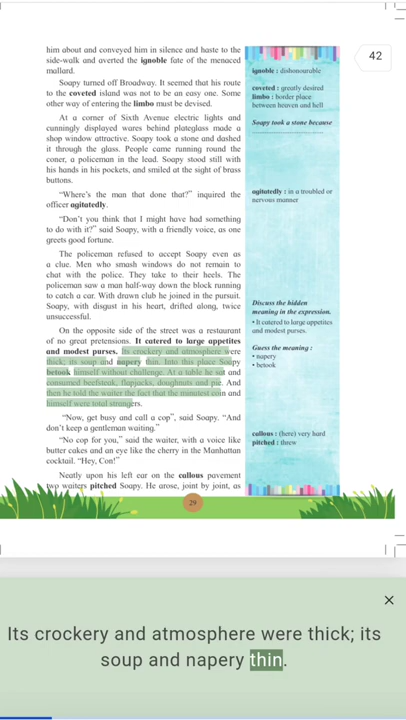 42
him about and conveyed him in silence and haste to the
side-walk and averted the ignoble fate of the menaced
mallard.
Soapy turned off Broadway. It seemed that his route
to the coveted island was not to be an easy one. Some
other way of entering the limbo must be devised.
At a corner of Sixth Avenue electric lights and
cunningly displayed wares behind plateglass made a
shop window attractive. Soapy took a stone and dashed
it through the glass. People came running round the
coner, a policeman in the lead. Soapy stood still with
his hands in his pockets, and smiled at the sight of brass
buttons.
"Where's the man that done that?" inquired the
officer agitatedly.
"Don't you think that I might have had something
to do with it?" said Soapy, with a friendly voice, as one
greets good fortune.
The policeman refused to accept Soapy even as
a clue. Men who smash windows do not remain to
chat with the police. They take to their heels. The
policeman saw a man half-way down the block running
to catch a car. With drawn club he joined in the pursuit.
Soapy, with disgust in his heart, drifted along, twice
unsuccessful.
On the opposite side of the street was a restaurant
of no great pretensions. It catered to large appetites
and modest purses. Its crockery and atmosphere were
thick; its soup and napery thin. Into this place Soapy
betook himself without challenge. At a table he sat and
consumed beefsteak, flapjacks, doughnuts and pie. And
then he told the waiter the fact that the minutest coin and
himself were total strangers.
"Now, get busy and call a cop", said Soapy. "And
don't keep a gentleman waiting."
"No cop for you," said the waiter, with a voice like
butter cakes and an eye like the cherry in the Manhattan
cocktail. "Hey, Con!"
Neatly upon his left ear on the callous pavement
two waiters pitched Soapy. He arose, joint by joint, as
ignoble : dishonourable
coveted : greatly desired
limbo : border place
between heaven and hell
Soapy took a stone because
agitatedly : in a troubled or
nervous manner
Discuss the hidden
meaning in the expression.
• It catered to large appetites
and modest purses.
Guess the meaning :
• napery
• betook
callous : (here) very hard
pitched : threw
29
Its crockery and atmosphere were thick; its
soup and napery thin.